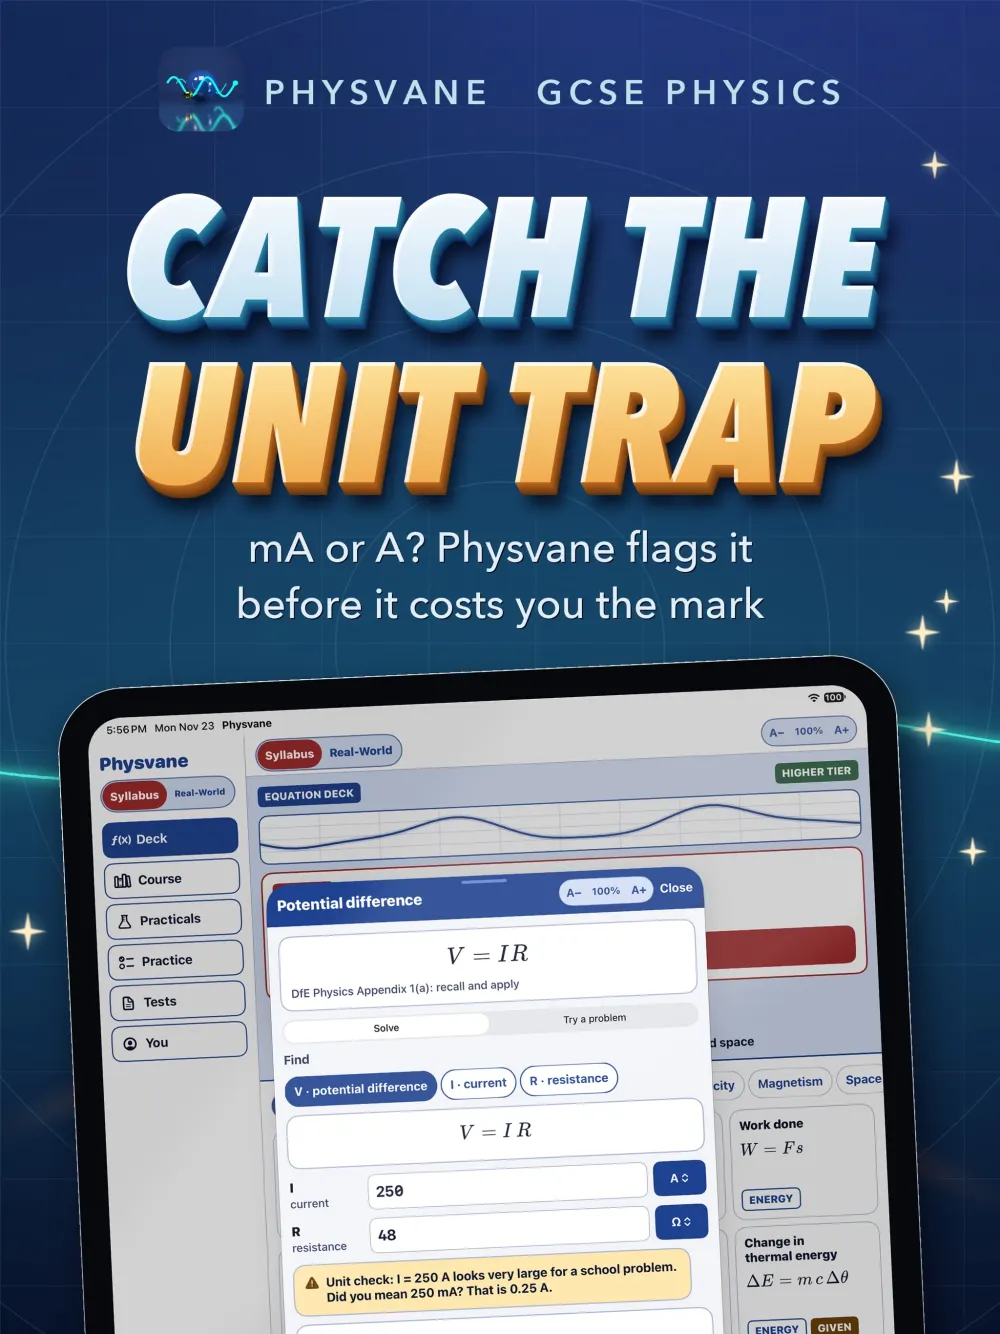 PHYSVANE GCSE PHYSICS
CATCH THE
UNIT TRAP
mA or A? Physvane flags it
before it costs you the mark
5:56 PM Mon Nov 23 Physvane
100
Physvane
Syllabus Real-World
f(x) Deck
Course
Practicals
Practice
Tests
You
Syllabus Real-World
A− 100% A+
EQUATION DECK
HIGHER TIER
Potential difference
A− 100% A+ Close
V = I R
DfE Physics Appendix 1(a): recall and apply
Solve
Try a problem
Find
V · potential difference
I · current
R · resistance
V = I R
I
current
250
A
R
resistance
48
Ω
Unit check: I = 250 A looks very large for a school problem.
Did you mean 250 mA? That is 0.25 A.
d space
city
Magnetism
Space
Work done
W = F s
ENERGY
Change in
thermal energy
ΔE = m c Δθ
ENERGY
GIVEN